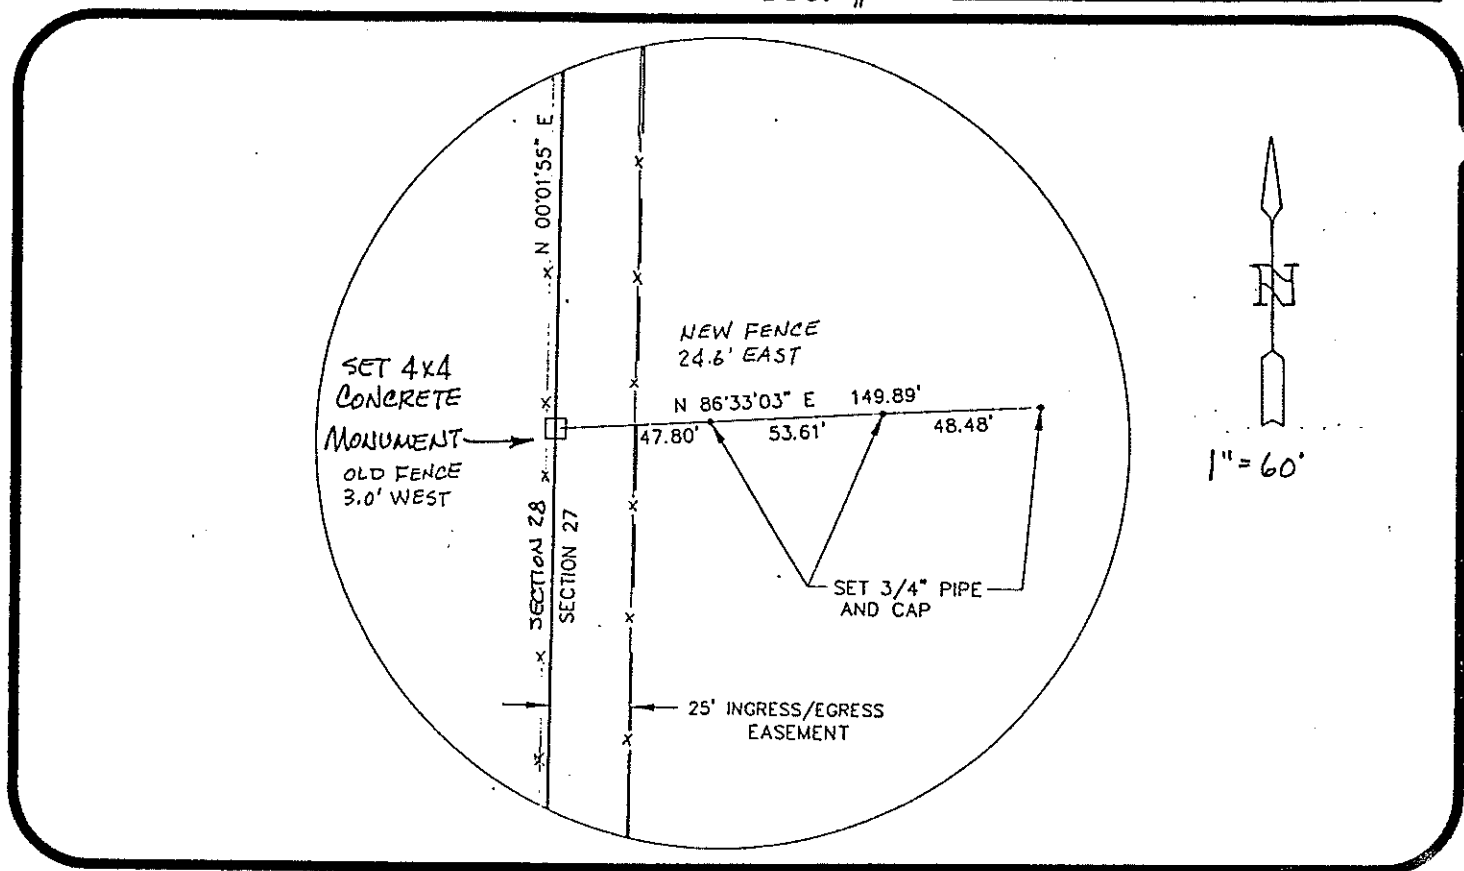 N 00°01'55" E
NEW FENCE
24.6' EAST
SET 4x4
CONCRETE
MONUMENT
OLD FENCE
3.0' WEST
N 86°33'03" E 149.89'
47.80' 53.61' 48.48'
N
1" = 60'
SECTION 28
SECTION 27
SET 3/4" PIPE
AND CAP
25' INGRESS/EGRESS
EASEMENT